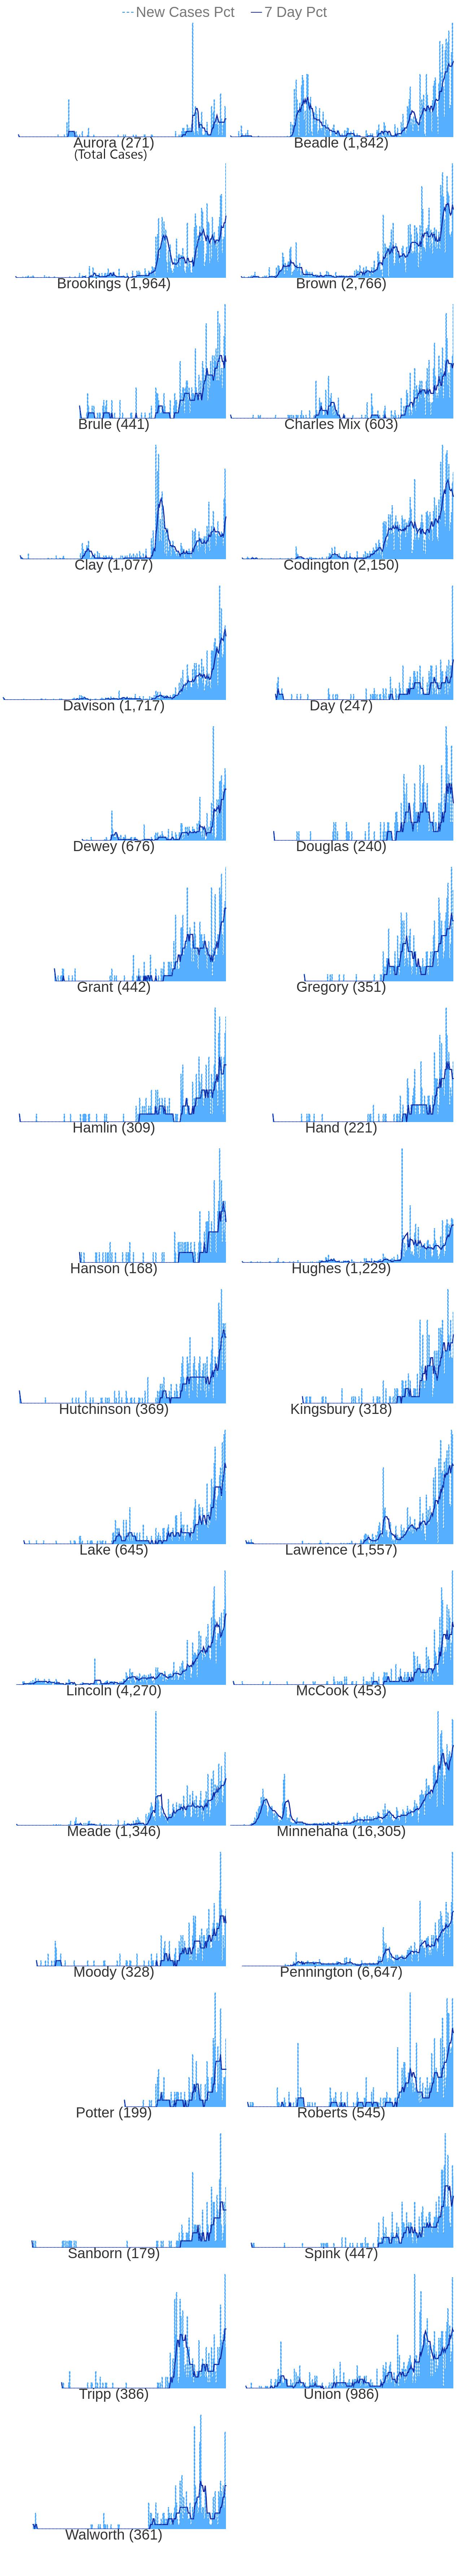 New Cases Pct 7 Day Pct
Aurora (271) Beadle (1,842)
(Total Cases)
Brookings (1,964) Brown (2,766)
Brule (441) Charles Mix (603)
Clay (1,077) Codington (2,150)
Davison (1,717) Day (247)
Dewey (676) Douglas (240)
Grant (442) Gregory (351)
Hamlin (309) Hand (221)
Hanson (168) Hughes (1,229)
Hutchinson (369) Kingsbury (318)
Lake (645) Lawrence (1,557)
Lincoln (4,270) McCook (453)
Meade (1,346) Minnehaha (16,305)
Moody (328) Pennington (6,647)
Potter (199) Roberts (545)
Sanborn (179) Spink (447)
Tripp (386) Union (986)
Walworth (361)